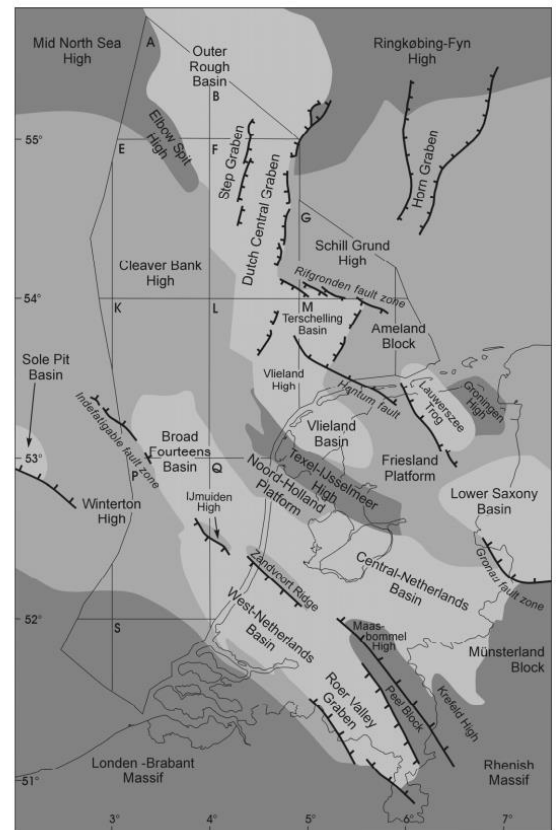 Mid North Sea
High
A
Outer
Rough
Basin
Ringkøbing-Fyn
High
B
Elbow Spit
High
55°
E
F
Step Graben
Dutch Central Graben
Horn Graben
G
Schill Grund
High
Cleaver Bank
High
Rifgronden fault zone
54°
K
L
M
Terschelling
Basin
Ameland
Block
Sole Pit
Basin
Vlieland
High
Hantum fault
Lauwerszee
Trog
Groningen
High
Indefatigable fault zone
Broad
Fourteens
Basin
Vlieland
Basin
Friesland
Platform
53°
P
Q
Texel-IJsselmeer
High
Noord-Holland
Platform
Lower Saxony
Basin
Winterton
High
IJmuiden
High
Zandvoort Ridge
Central-Netherlands
Basin
Gronau fault zone
52°
S
West-Netherlands
Basin
Maas-
bommel
High
Münsterland
Block
Roer Valley
Graben
Peel Block
Krefeld High
Londen -Brabant
Massif
Rhenish
Massif
51°
3°
4°
5°
6°
7°